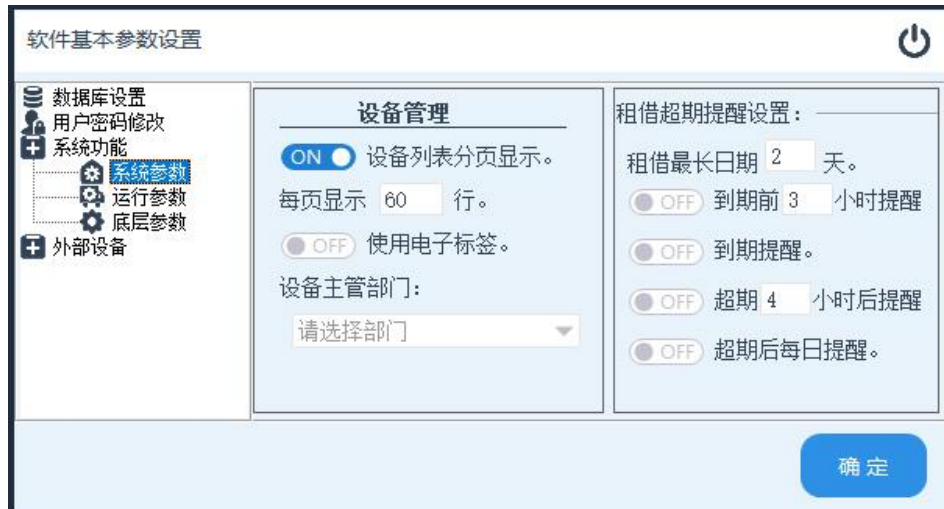 软件基本参数设置
数据库设置
用户密码修改
系统功能
系统参数
运行参数
底层参数
外部设备
设备管理
ON 设备列表分页显示。
每页显示 60 行。
OFF 使用电子标签。
设备主管部门：
请选择部门
租借超期提醒设置：
租借最长日期 2 天。
OFF 到期前 3 小时提醒
OFF 到期提醒。
OFF 超期 4 小时后提醒
OFF 超期后每日提醒。
确定